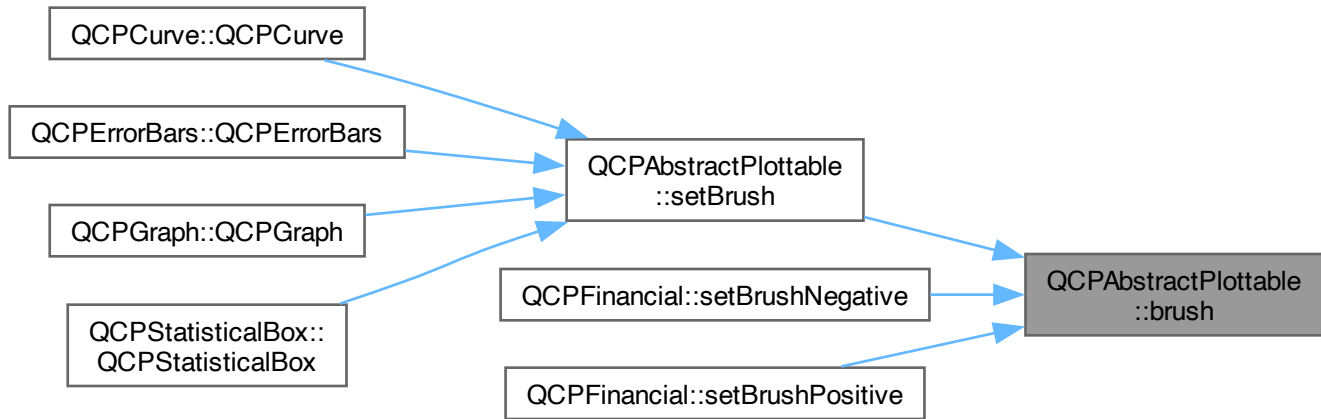 QCPCurve::QCPCurve
QCPErrorBars::QCPErrorBars
QCPGraph::QCPGraph
QCPStatisticalBox::
QCPStatisticalBox
QCPAbstractPlottable
::setBrush
QCPFinancial::setBrushNegative
QCPFinancial::setBrushPositive
QCPAbstractPlottable
::brush